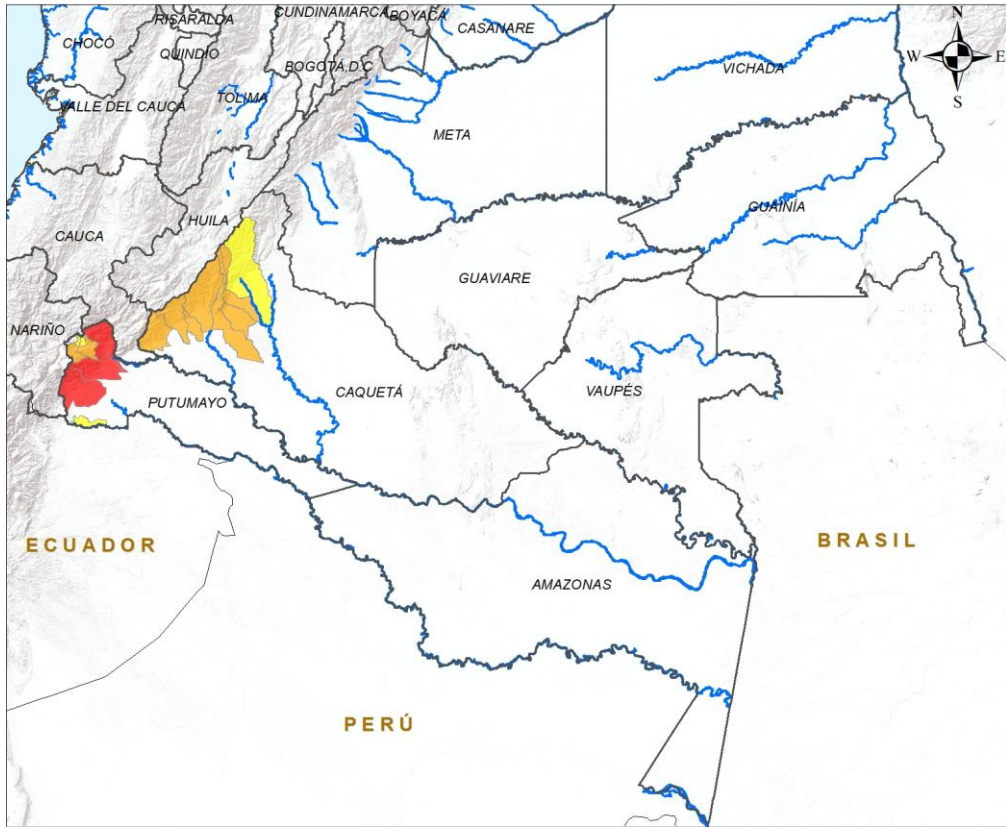 CUNDINAMARCA
BOYACÁ
RISARALDA
CASANARE
N
CHOCÓ
QUINDÍO
BOGOTÁ D.C
W
E
VICHADA
S
TOLIMA
VALLE DEL CAUCA
META
GUAINÍA
HUILA
CAUCA
GUAVIARE
NARIÑO
CAQUETÁ
VAUPÉS
PUTUMAYO
ECUADOR
BRASIL
AMAZONAS
PERÚ